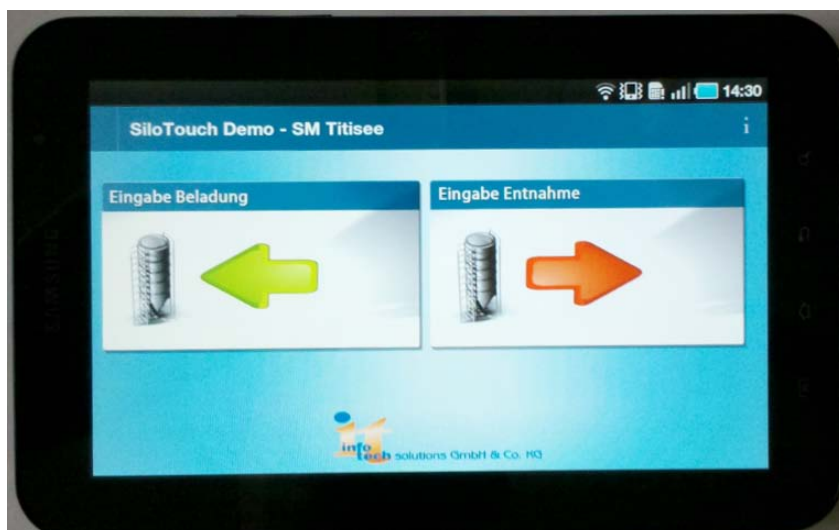 14:30
SiloTouch Demo - SM Titisee
i
Eingabe Beladung
Eingabe Entnahme
info
tech solutions GmbH & Co. KG
SAMSUNG